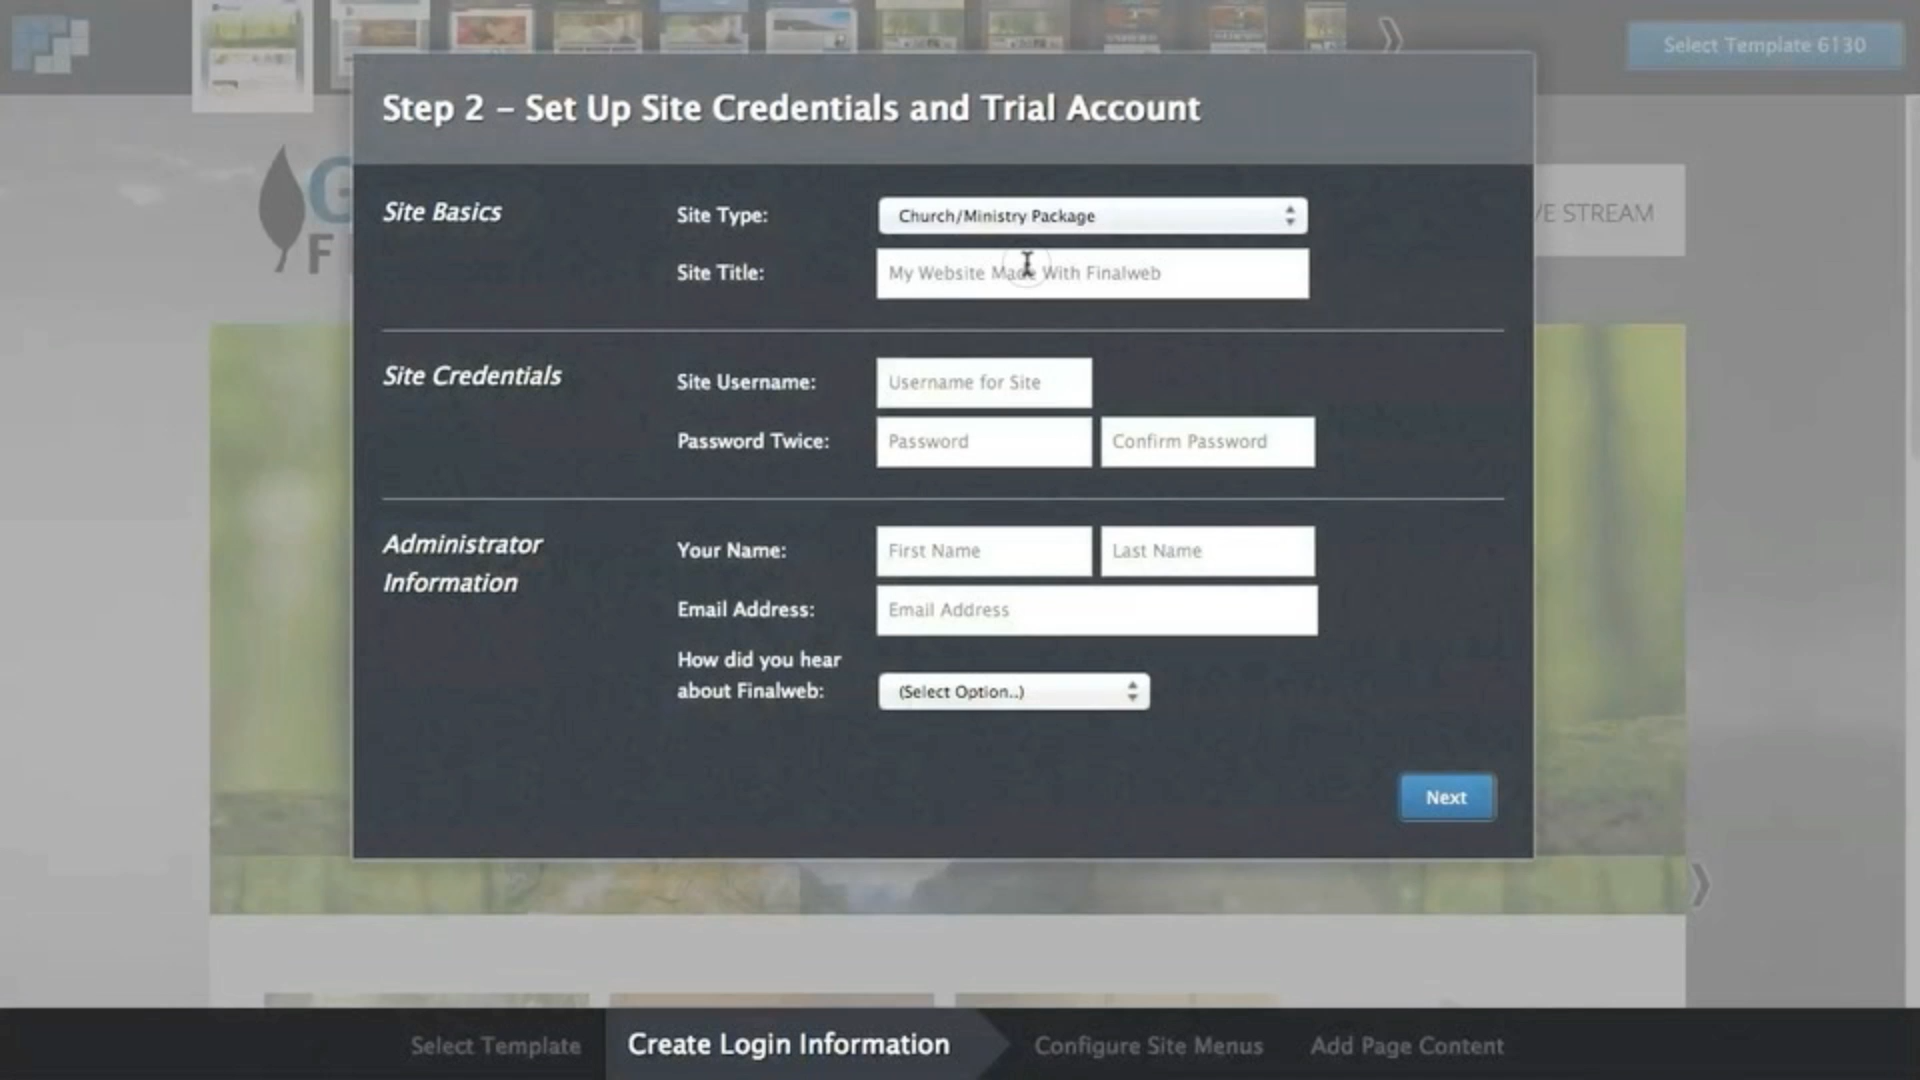 Select Template 6130
Step 2 – Set Up Site Credentials and Trial Account
VE STREAM
Site Basics
Site Type: Church/Ministry Package
Site Title: My Website Made With Finalweb
Site Credentials
Site Username: Username for Site
Password Twice: Password Confirm Password
Administrator
Information
Your Name: First Name Last Name
Email Address: Email Address
How did you hear
about Finalweb: (Select Option..)
Next
Select Template Create Login Information Configure Site Menus Add Page Content